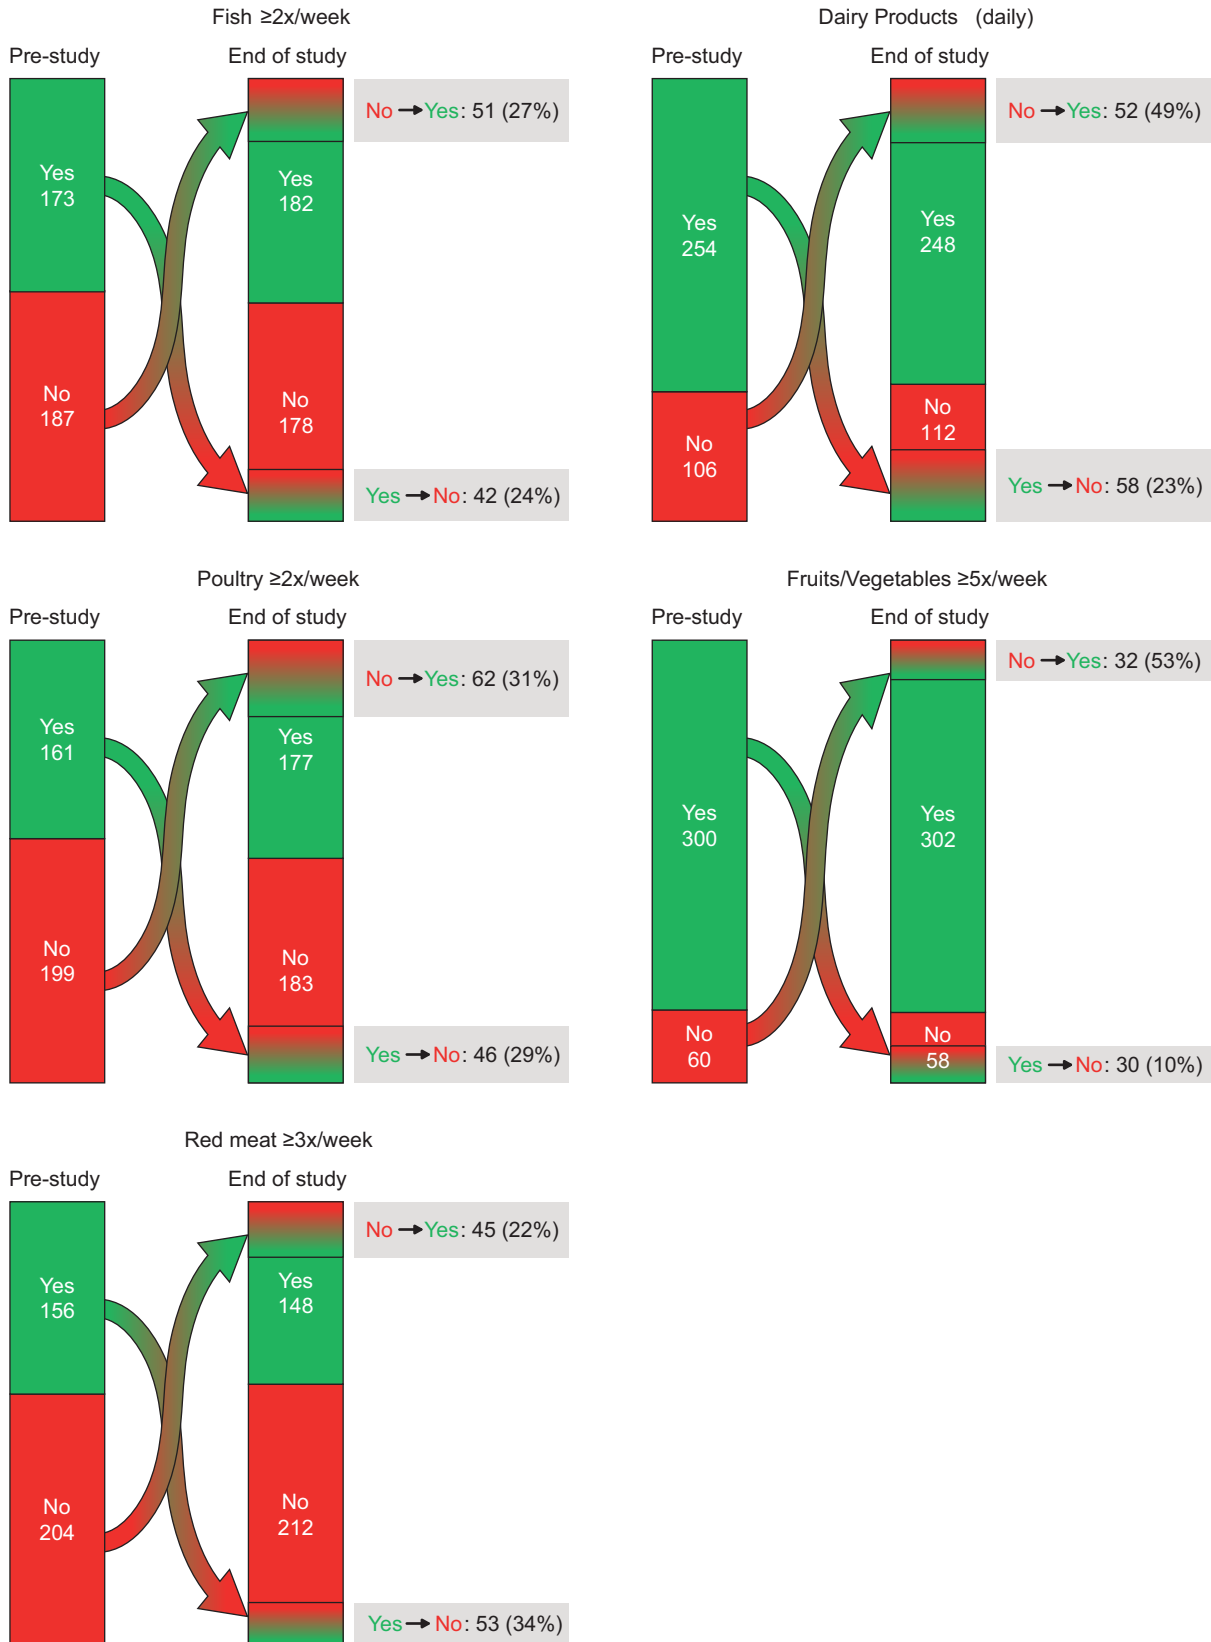 Fish ≥2x/week
Pre-study
End of study
Yes
173
No
187
Yes
182
No
178
No → Yes: 51 (27%)
Yes → No: 42 (24%)
Dairy Products (daily)
Pre-study
End of study
Yes
254
No
106
Yes
248
No
112
No → Yes: 52 (49%)
Yes → No: 58 (23%)
Poultry ≥2x/week
Pre-study
End of study
Yes
161
No
199
Yes
177
No
183
No → Yes: 62 (31%)
Yes → No: 46 (29%)
Fruits/Vegetables ≥5x/week
Pre-study
End of study
Yes
300
No
60
Yes
302
No
58
No → Yes: 32 (53%)
Yes → No: 30 (10%)
Red meat ≥3x/week
Pre-study
End of study
Yes
156
No
204
Yes
148
No
212
No → Yes: 45 (22%)
Yes → No: 53 (34%)